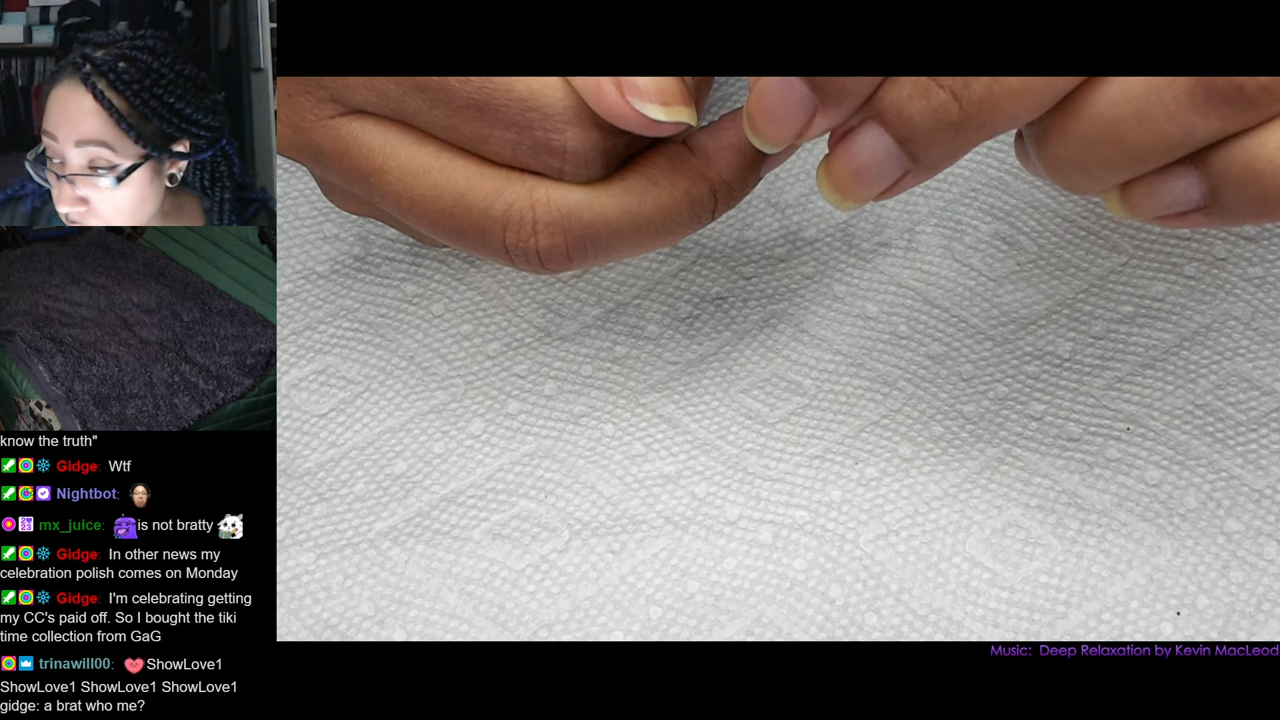 know the truth"
Gidge: Wtf
Nightbot:
mx_juice: is not bratty
Gidge: In other news my
celebration polish comes on Monday
Gidge: I'm celebrating getting
my CC's paid off. So I bought the tiki
time collection from GaG
trinawill00: ShowLove1
ShowLove1 ShowLove1 ShowLove1
gidge: a brat who me?
Music: Deep Relaxation by Kevin MacLeod